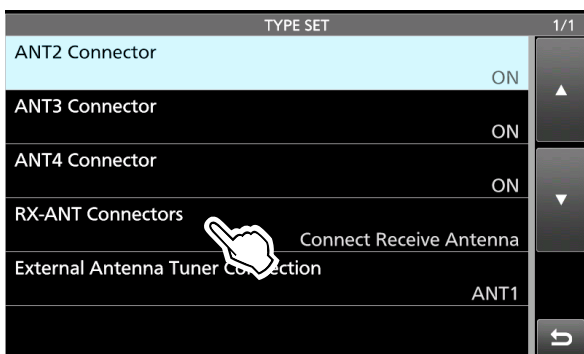 TYPE SET 1/1
ANT2 Connector
ON
ANT3 Connector
ON
ANT4 Connector
ON
RX-ANT Connectors
Connect Receive Antenna
External Antenna Tuner Connection
ANT1